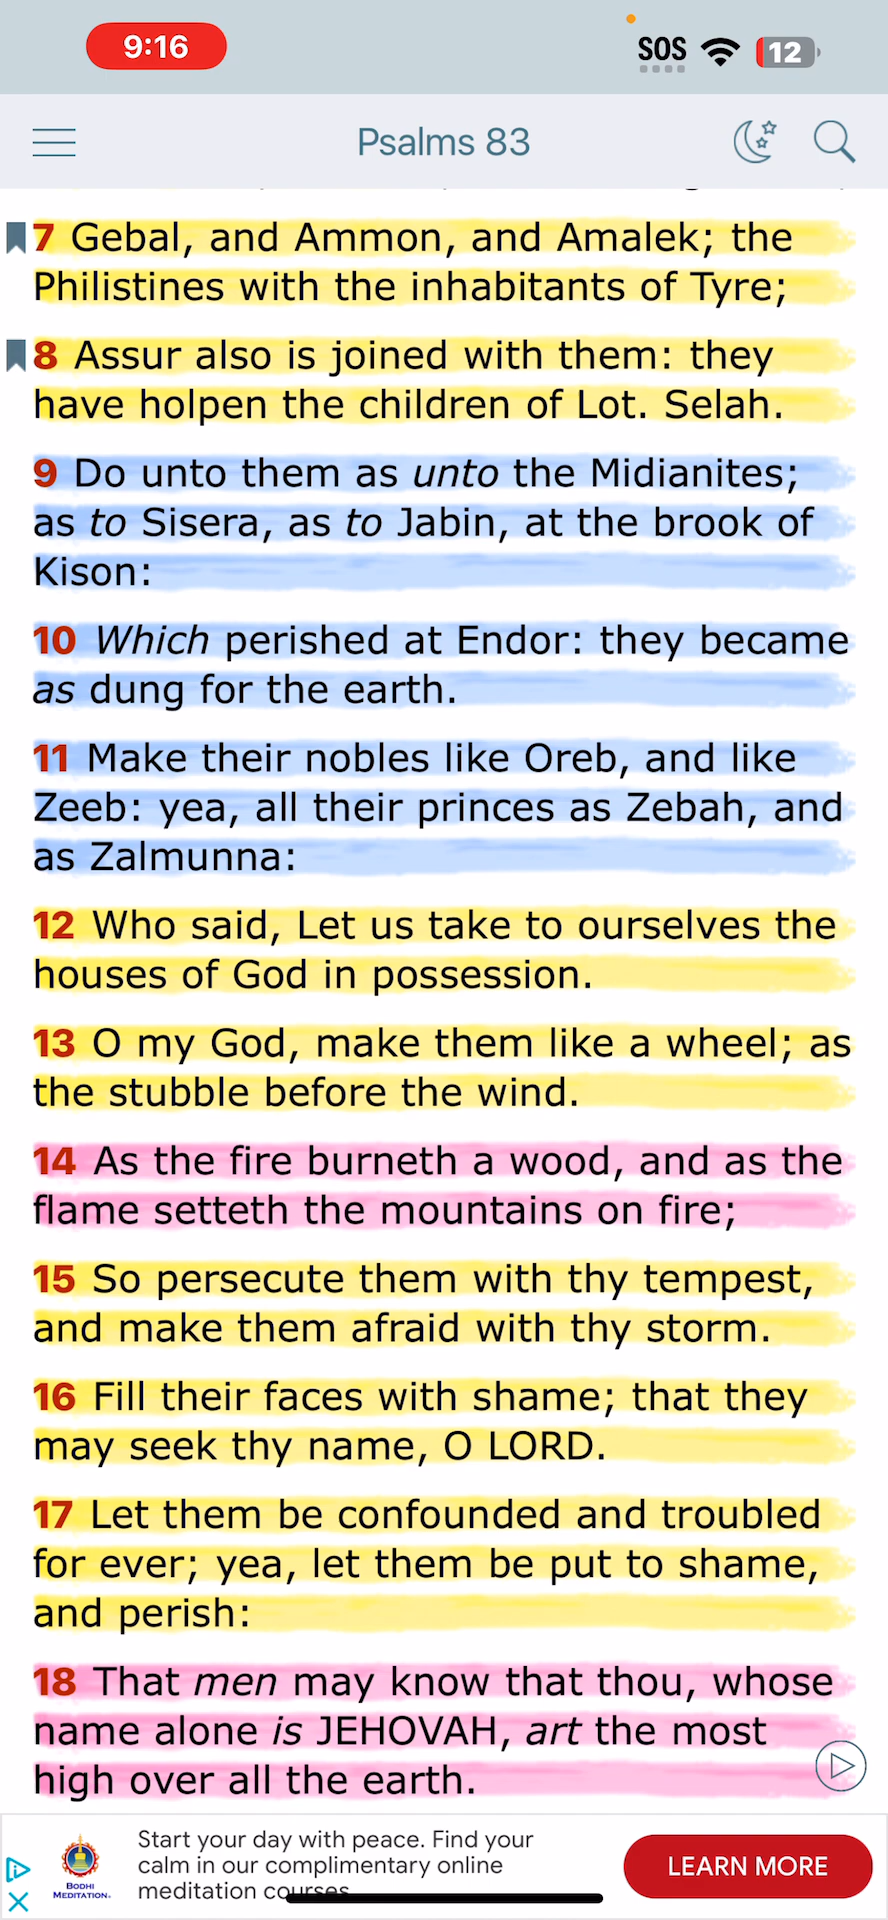 9:16
SOS
12
Psalms 83
7 Gebal, and Ammon, and Amalek; the
Philistines with the inhabitants of Tyre;
8 Assur also is joined with them: they
have holpen the children of Lot. Selah.
9 Do unto them as unto the Midianites;
as to Sisera, as to Jabin, at the brook of
Kison:
10 Which perished at Endor: they became
as dung for the earth.
11 Make their nobles like Oreb, and like
Zeeb: yea, all their princes as Zebah, and
as Zalmunna:
12 Who said, Let us take to ourselves the
houses of God in possession.
13 O my God, make them like a wheel; as
the stubble before the wind.
14 As the fire burneth a wood, and as the
flame setteth the mountains on fire;
15 So persecute them with thy tempest,
and make them afraid with thy storm.
16 Fill their faces with shame; that they
may seek thy name, O LORD.
17 Let them be confounded and troubled
for ever; yea, let them be put to shame,
and perish:
18 That men may know that thou, whose
name alone is JEHOVAH, art the most
high over all the earth.
Start your day with peace. Find your
calm in our complimentary online
meditation courses
BODHI
MEDITATION
LEARN MORE